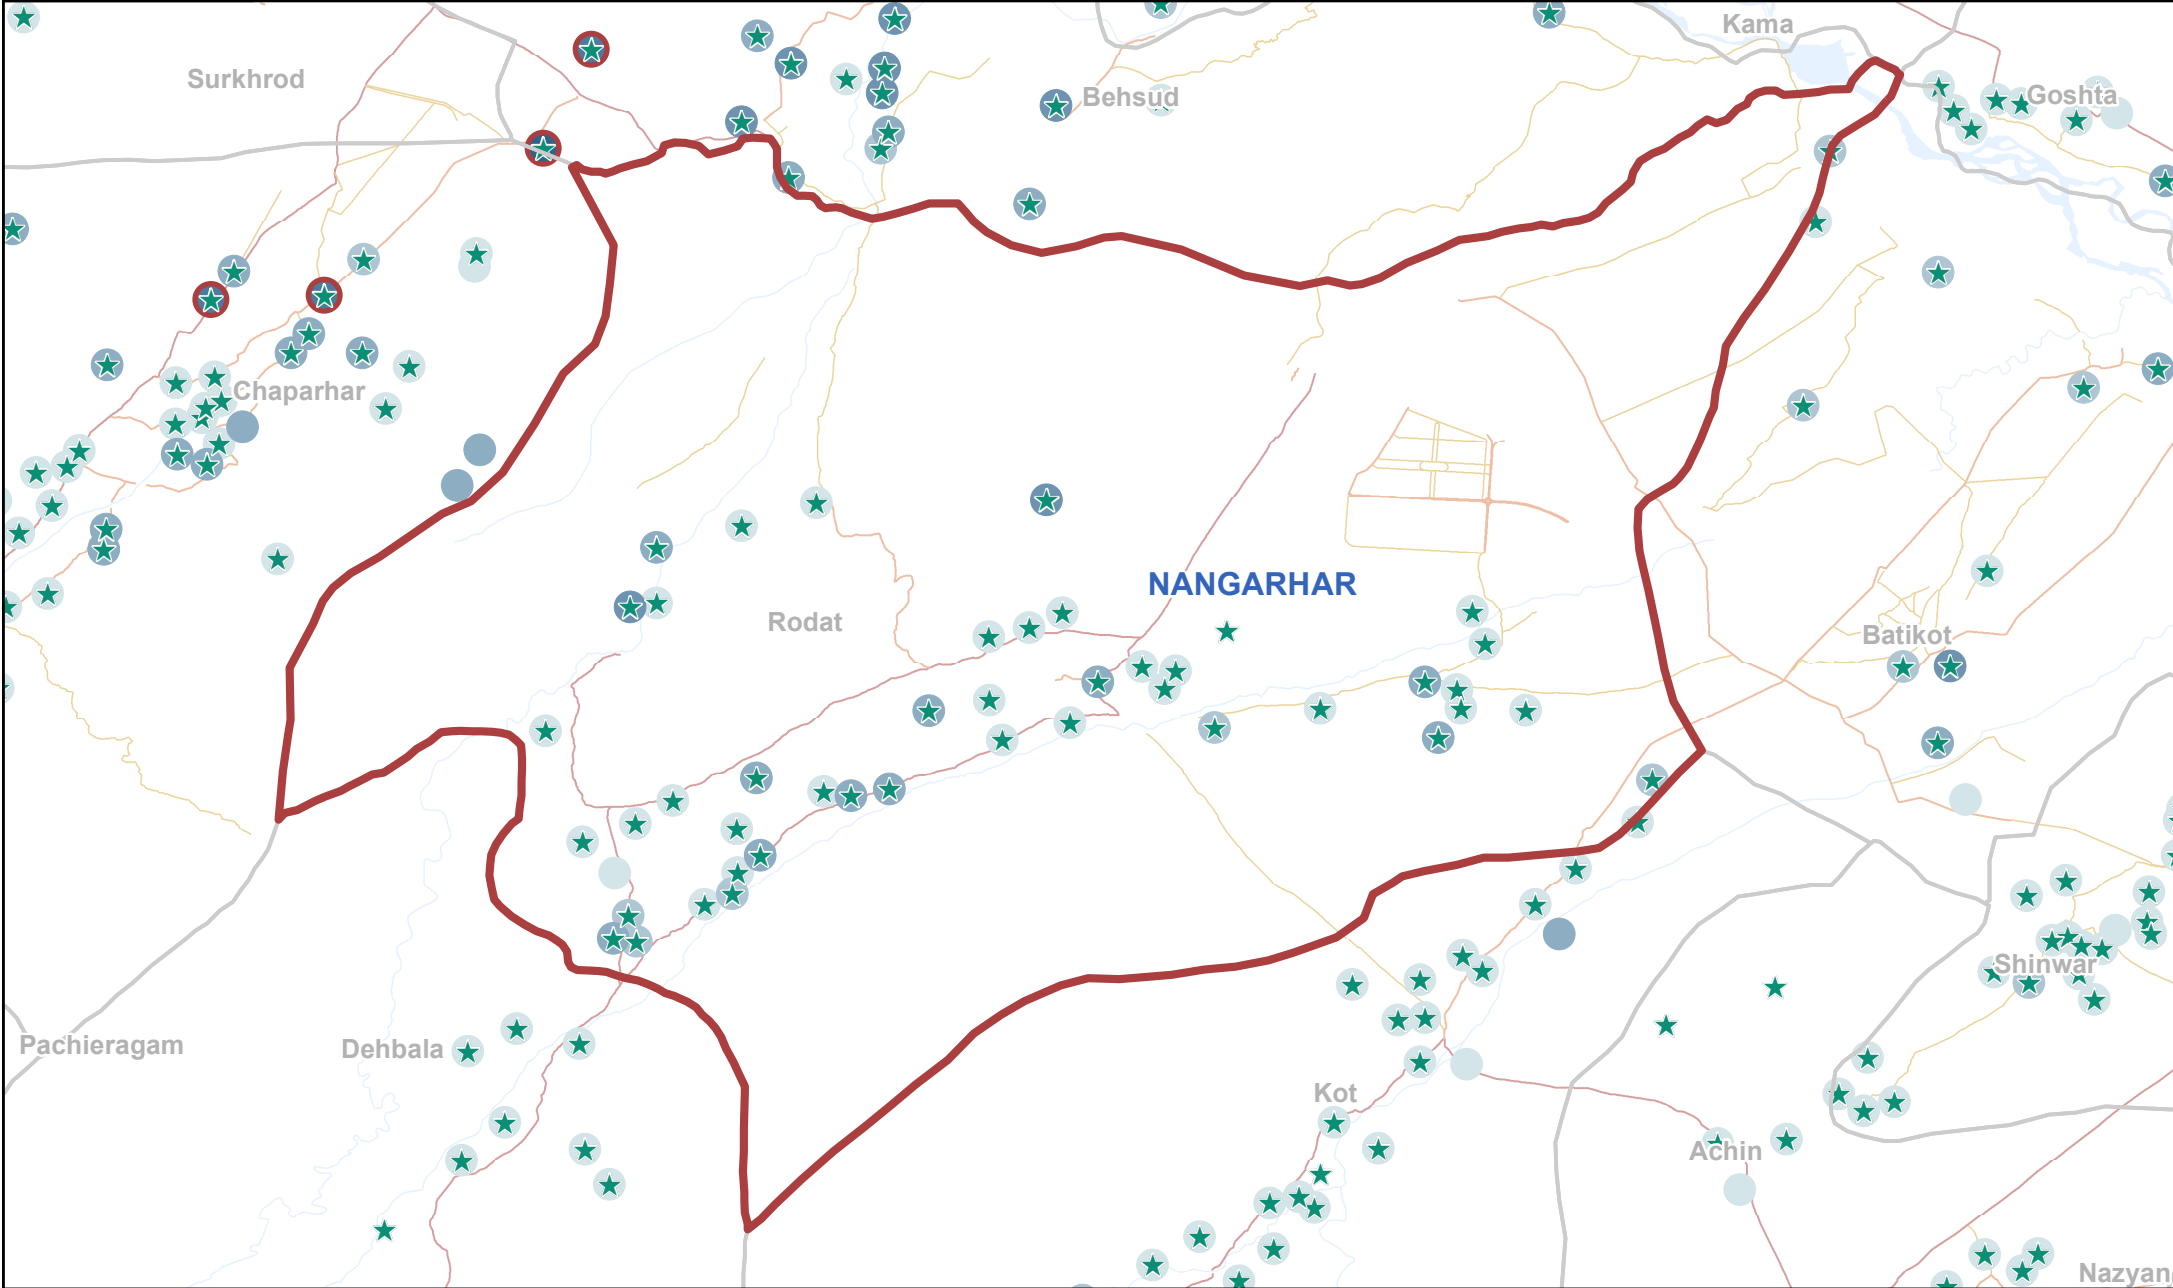 Kama
Surkhrod
Behsud
Goshta
Chaparhar
NANGARHAR
Rodat
Batikot
Shinwar
Pachieragam
Dehbala
Kot
Achin
Nazyan